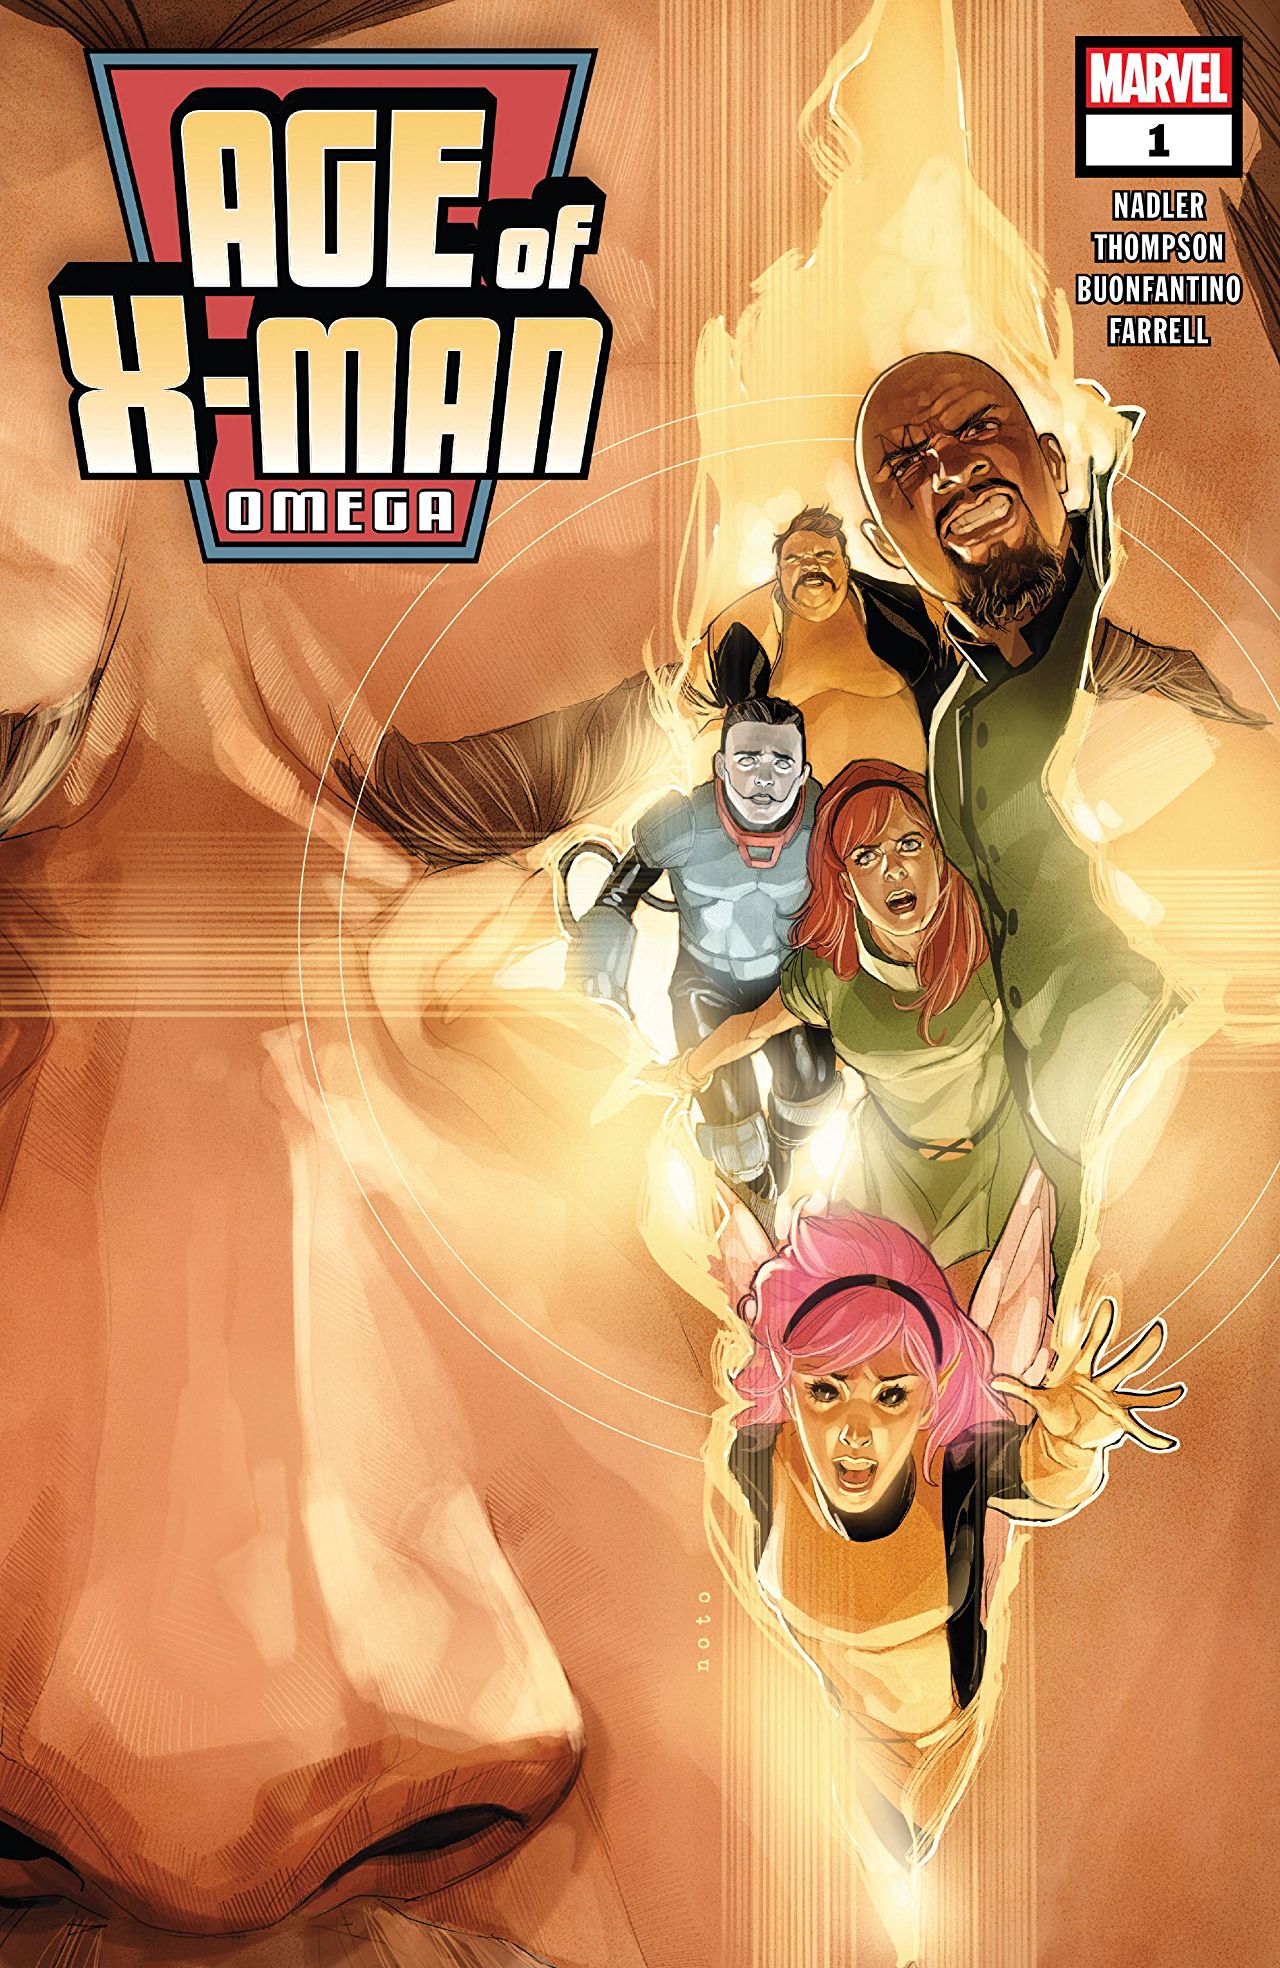 AGE of
X-MAN
OMEGA
MARVEL
1
NADLER
THOMPSON
BUONFANTINO
FARRELL
noto